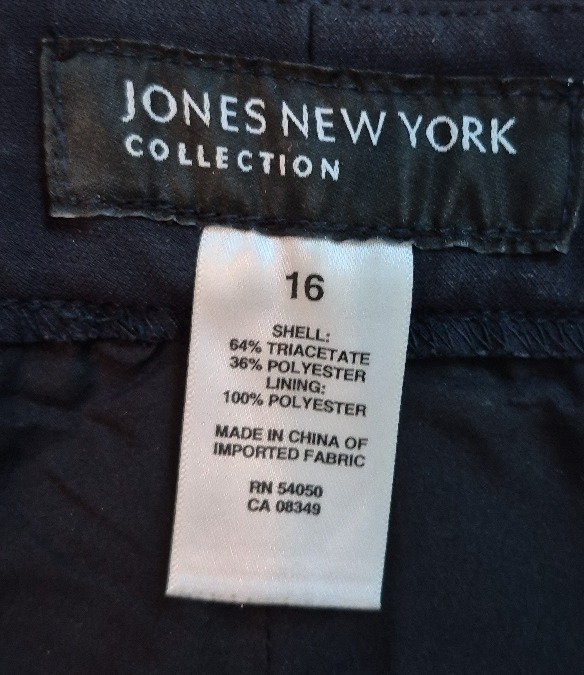 JONES NEW YORK
COLLECTION
16
SHELL:
64% TRIACETATE
36% POLYESTER
LINING:
100% POLYESTER
MADE IN CHINA OF
IMPORTED FABRIC
RN 54050
CA 08349